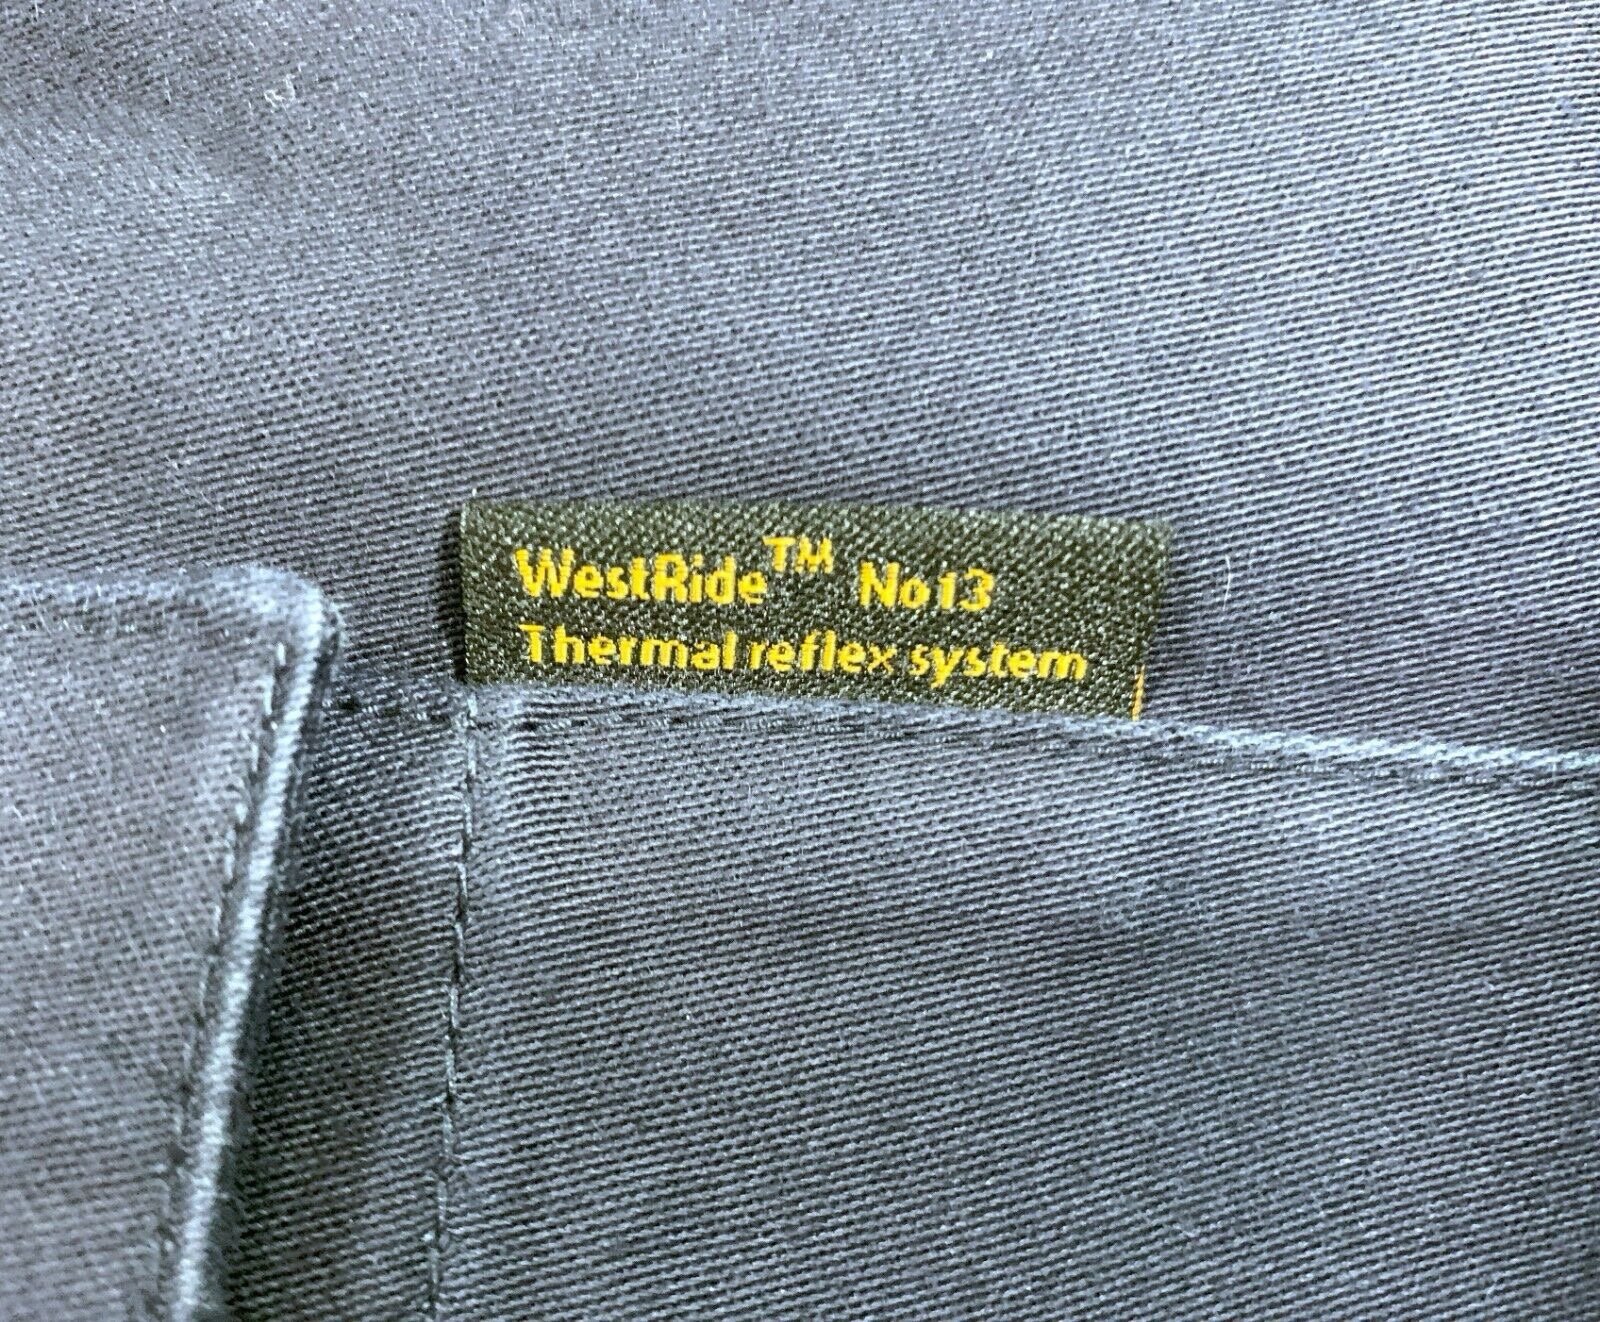 WestRide™ No13
Thermal reflex system